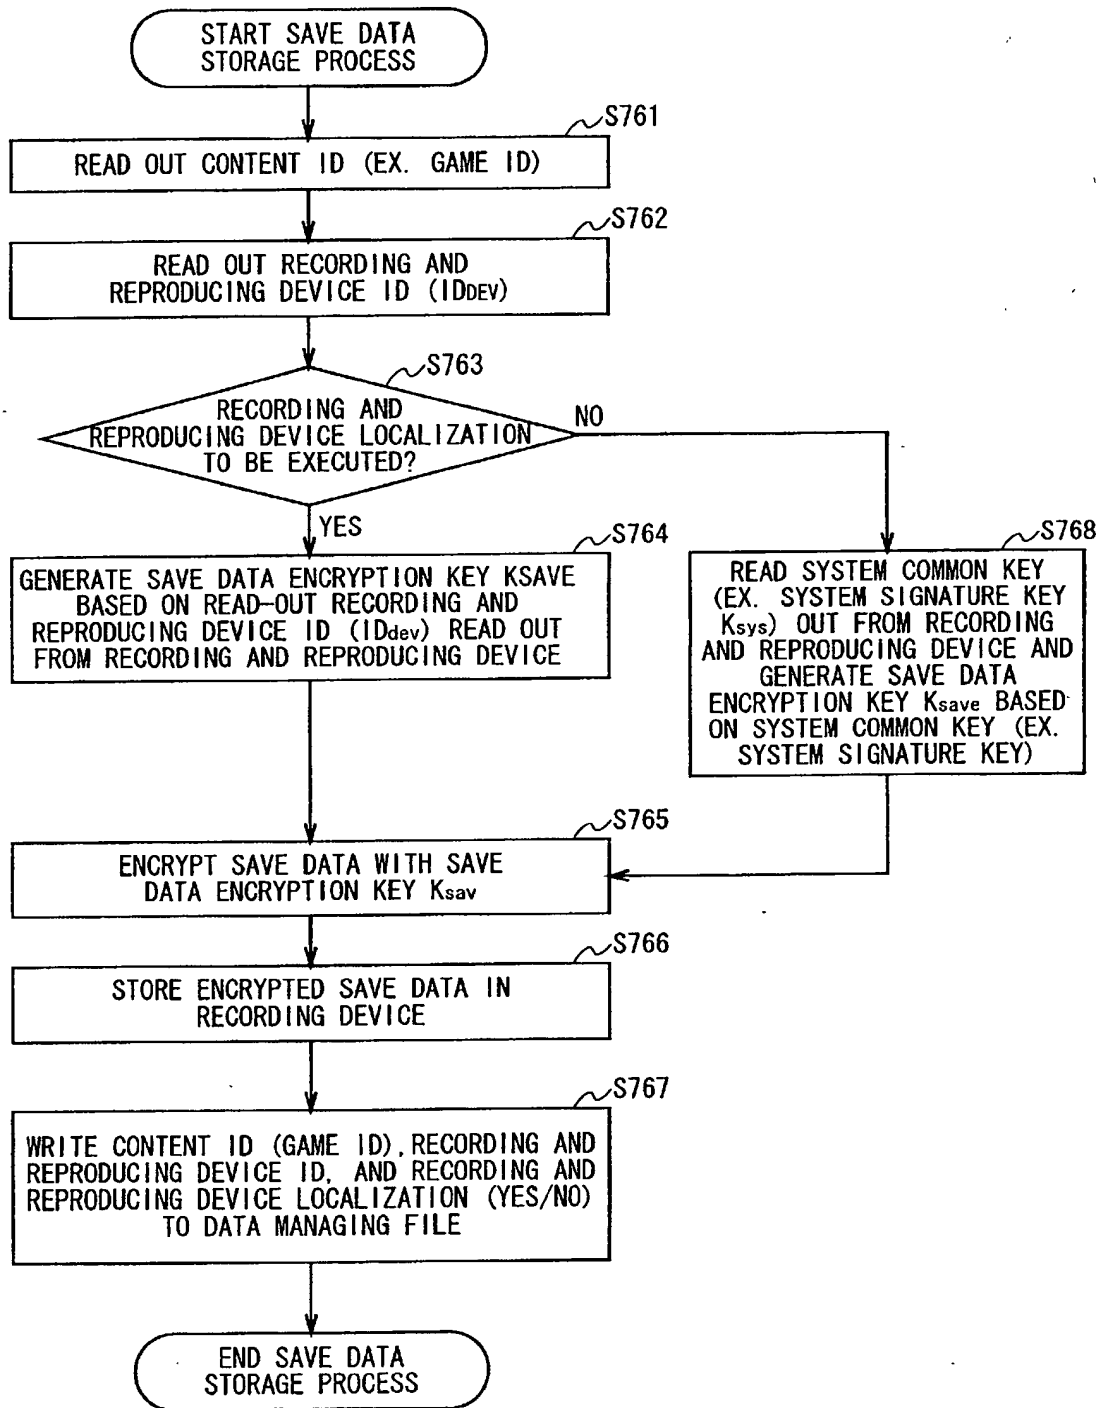 START SAVE DATA
STORAGE PROCESS
S761
READ OUT CONTENT ID (EX. GAME ID)
S762
READ OUT RECORDING AND
REPRODUCING DEVICE ID (IDDEV)
S763
RECORDING AND
REPRODUCING DEVICE LOCALIZATION
TO BE EXECUTED?
NO
YES
S764
GENERATE SAVE DATA ENCRYPTION KEY KSAVE
BASED ON READ-OUT RECORDING AND
REPRODUCING DEVICE ID (IDdev) READ OUT
FROM RECORDING AND REPRODUCING DEVICE
S768
READ SYSTEM COMMON KEY
(EX. SYSTEM SIGNATURE KEY
Ksys) OUT FROM RECORDING
AND REPRODUCING DEVICE AND
GENERATE SAVE DATA
ENCRYPTION KEY Ksave BASED
ON SYSTEM COMMON KEY (EX.
SYSTEM SIGNATURE KEY)
S765
ENCRYPT SAVE DATA WITH SAVE
DATA ENCRYPTION KEY Ksav
S766
STORE ENCRYPTED SAVE DATA IN
RECORDING DEVICE
S767
WRITE CONTENT ID (GAME ID), RECORDING AND
REPRODUCING DEVICE ID, AND RECORDING AND
REPRODUCING DEVICE LOCALIZATION (YES/NO)
TO DATA MANAGING FILE
END SAVE DATA
STORAGE PROCESS